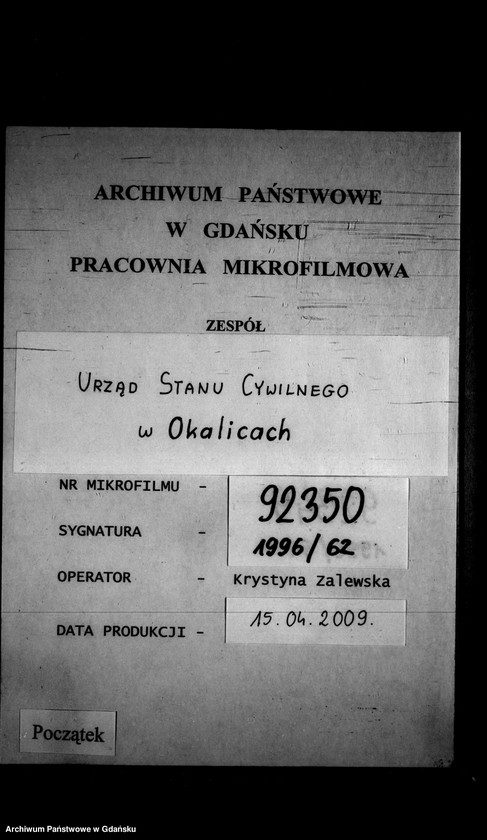 ARCHIWUM PAŃSTWOWE
W GDAŃSKU
PRACOWNIA MIKROFILMOWA
ZESPÓŁ
URZĄD STANU CYWILNEGO
w Okalicach
NR MIKROFILMU - 92350
SYGNATURA - 1996/62
OPERATOR - Krystyna Zalewska
DATA PRODUKCJI - 15.04.2009.
Początek
Archiwum Państwowe w Gdańsku